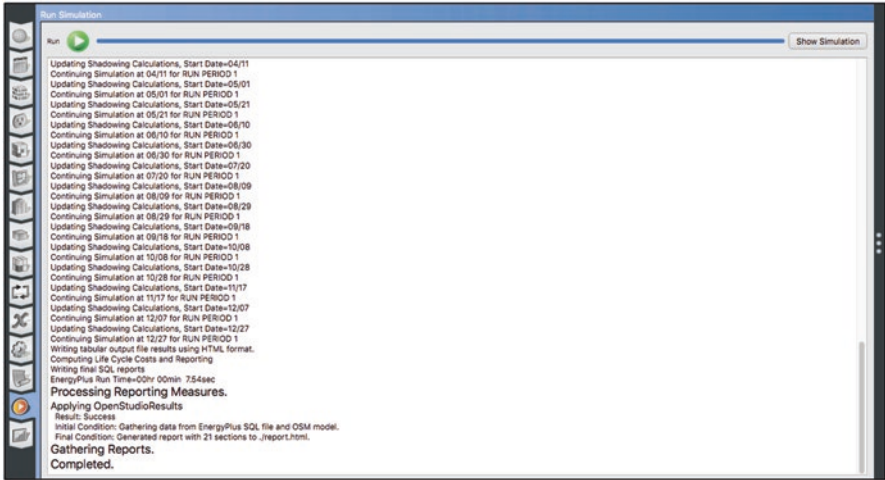 Run Simulation
Run
Show Simulation
Updating Shadowing Calculations, Start Date=04/11
Continuing Simulation at 04/11 for RUN PERIOD 1
Updating Shadowing Calculations, Start Date=05/01
Continuing Simulation at 05/01 for RUN PERIOD 1
Updating Shadowing Calculations, Start Date=05/21
Continuing Simulation at 05/21 for RUN PERIOD 1
Updating Shadowing Calculations, Start Date=06/10
Continuing Simulation at 06/10 for RUN PERIOD 1
Updating Shadowing Calculations, Start Date=06/30
Continuing Simulation at 06/30 for RUN PERIOD 1
Updating Shadowing Calculations, Start Date=07/20
Continuing Simulation at 07/20 for RUN PERIOD 1
Updating Shadowing Calculations, Start Date=08/09
Continuing Simulation at 08/09 for RUN PERIOD 1
Updating Shadowing Calculations, Start Date=08/29
Continuing Simulation at 08/29 for RUN PERIOD 1
Updating Shadowing Calculations, Start Date=09/18
Continuing Simulation at 09/18 for RUN PERIOD 1
Updating Shadowing Calculations, Start Date=10/08
Continuing Simulation at 10/08 for RUN PERIOD 1
Updating Shadowing Calculations, Start Date=10/28
Continuing Simulation at 10/28 for RUN PERIOD 1
Updating Shadowing Calculations, Start Date=11/17
Continuing Simulation at 11/17 for RUN PERIOD 1
Updating Shadowing Calculations, Start Date=12/07
Continuing Simulation at 12/07 for RUN PERIOD 1
Updating Shadowing Calculations, Start Date=12/27
Continuing Simulation at 12/27 for RUN PERIOD 1
Writing tabular output file results using HTML format.
Computing Life Cycle Costs and Reporting
Writing final SQL reports
EnergyPlus Run Time=00hr 00min 7.54sec
Processing Reporting Measures.
Applying OpenStudioResults
Result: Success
Initial Condition: Gathering data from EnergyPlus SQL file and OSM model.
Final Condition: Generated report with 21 sections to ./report.html.
Gathering Reports.
Completed.